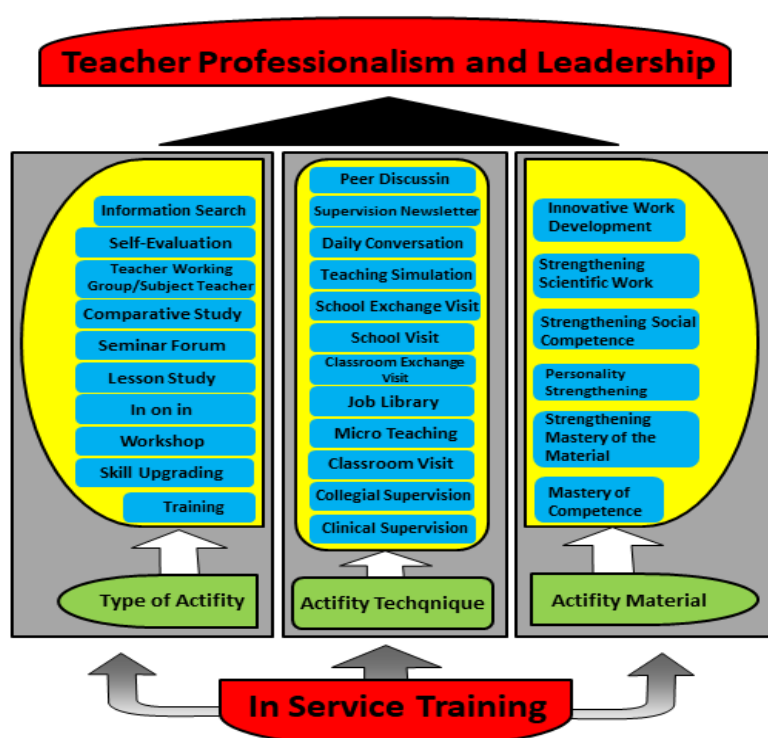 Teacher Professionalism and Leadership
Information Search
Self-Evaluation
Teacher Working
Group/Subject Teacher
Comparative Study
Seminar Forum
Lesson Study
In on in
Workshop
Skill Upgrading
Training
Type of Actifity
Peer Discussin
Supervision Newsletter
Daily Conversation
Teaching Simulation
School Exchange Visit
School Visit
Classroom Exchange
Visit
Job Library
Micro Teaching
Classroom Visit
Collegial Supervision
Clinical Supervision
Actifity Techqnique
Innovative Work
Development
Strengthening
Scientific Work
Strengthening Social
Competence
Personality
Strengthening
Strengthening
Mastery of the
Material
Mastery of
Competence
Actifity Material
In Service Training